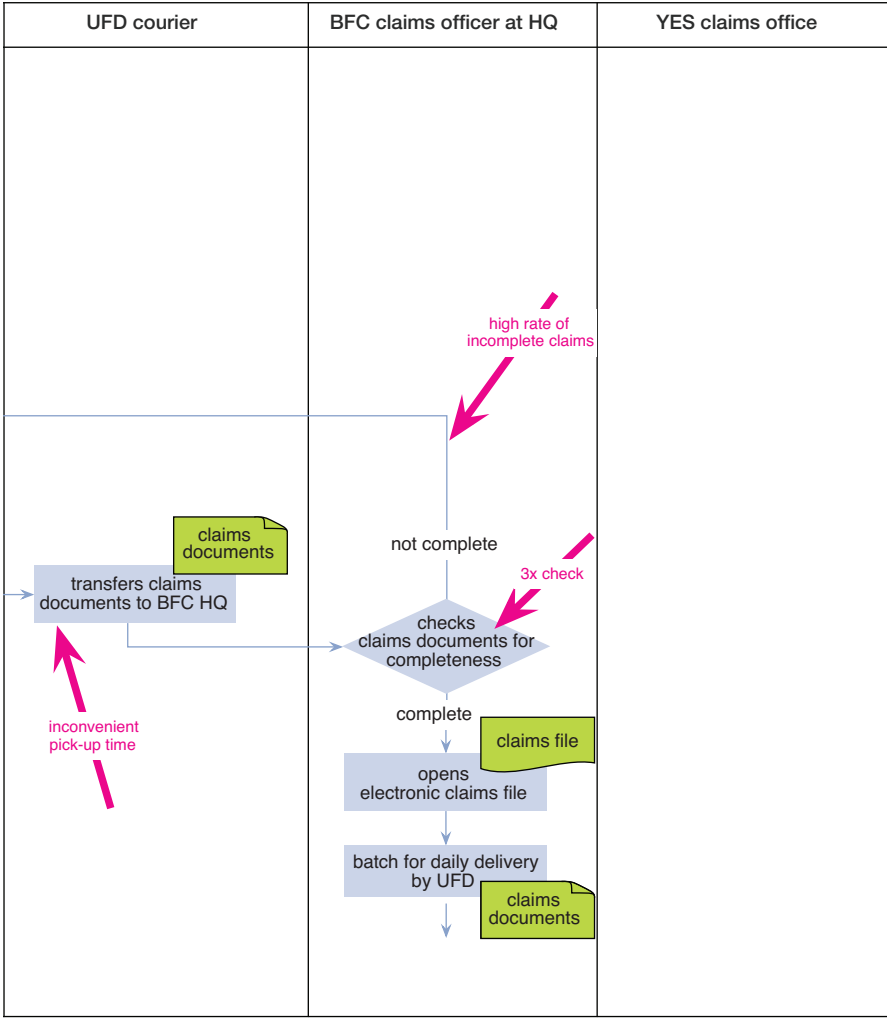 UFD courier
BFC claims officer at HQ
YES claims office
high rate of
incomplete claims
claims
documents
not complete
3x check
transfers claims
documents to BFC HQ
checks
claims documents for
completeness
inconvenient
pick-up time
complete
claims file
opens
electronic claims file
batch for daily delivery
by UFD
claims
documents